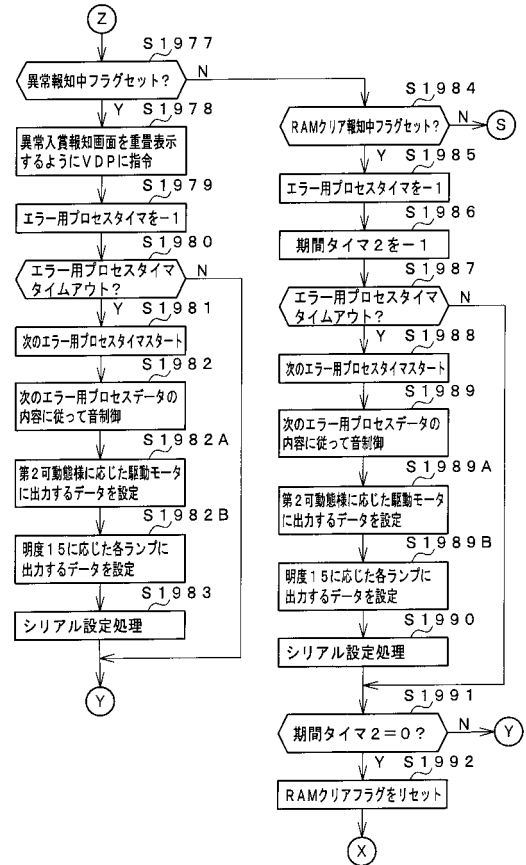 Z
S1977
異常報知中フラグセット？
N
Y
S1978
異常入賞報知画面を重畳表示
するようにVDPに指令
S1979
エラー用プロセスタイマを−1
S1980
エラー用プロセスタイマ
タイムアウト？
N
Y
S1981
次のエラー用プロセスタイマスタート
S1982
次のエラー用プロセスデータの
内容に従って音制御
S1982A
第2可動態様に応じた駆動モータ
に出力するデータを設定
S1982B
明度15に応じた各ランプに
出力するデータを設定
S1983
シリアル設定処理
Y
S1984
RAMクリア報知中フラグセット？
N
S
Y
S1985
エラー用プロセスタイマを−1
S1986
期間タイマ2を−1
S1987
エラー用プロセスタイマ
タイムアウト？
N
Y
S1988
次のエラー用プロセスタイマスタート
S1989
次のエラー用プロセスデータの
内容に従って音制御
S1989A
第2可動態様に応じた駆動モータ
に出力するデータを設定
S1989B
明度15に応じた各ランプに
出力するデータを設定
S1990
シリアル設定処理
S1991
期間タイマ2＝0？
N
Y
Y
S1992
RAMクリアフラグをリセット
X